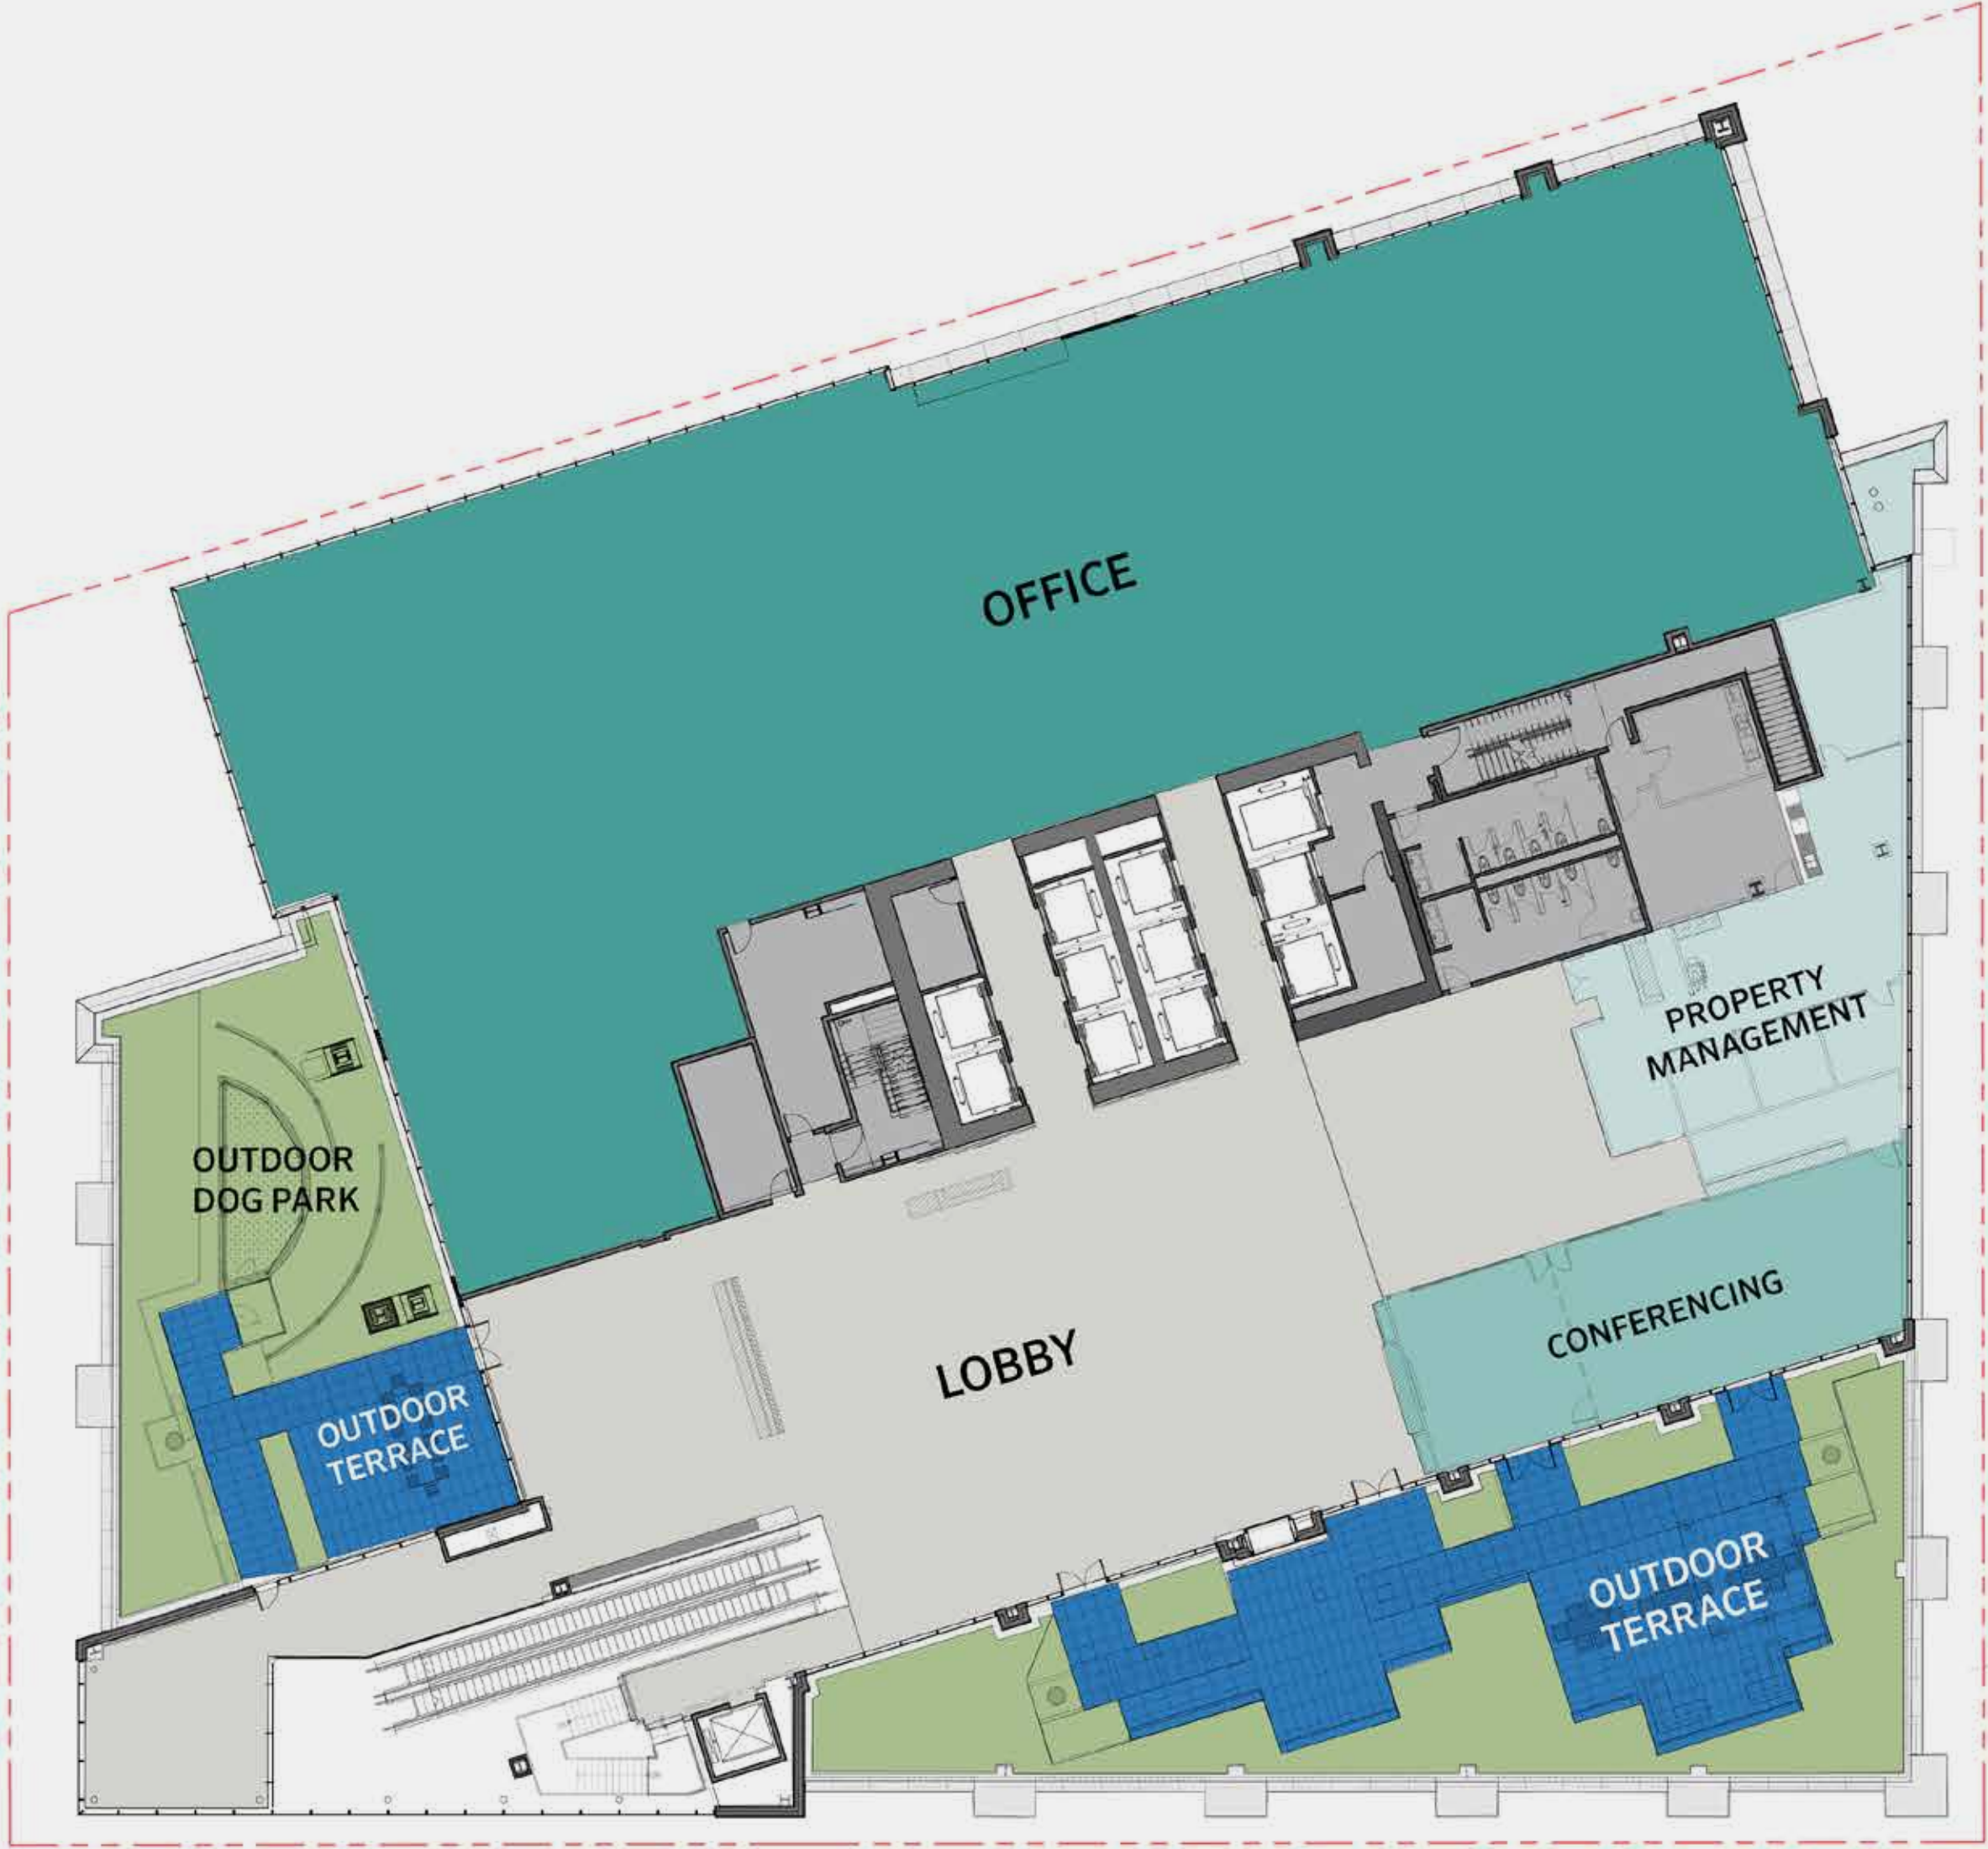 OFFICE
PROPERTY
MANAGEMENT
OUTDOOR
DOG PARK
CONFERENCING
LOBBY
OUTDOOR
TERRACE
OUTDOOR
TERRACE